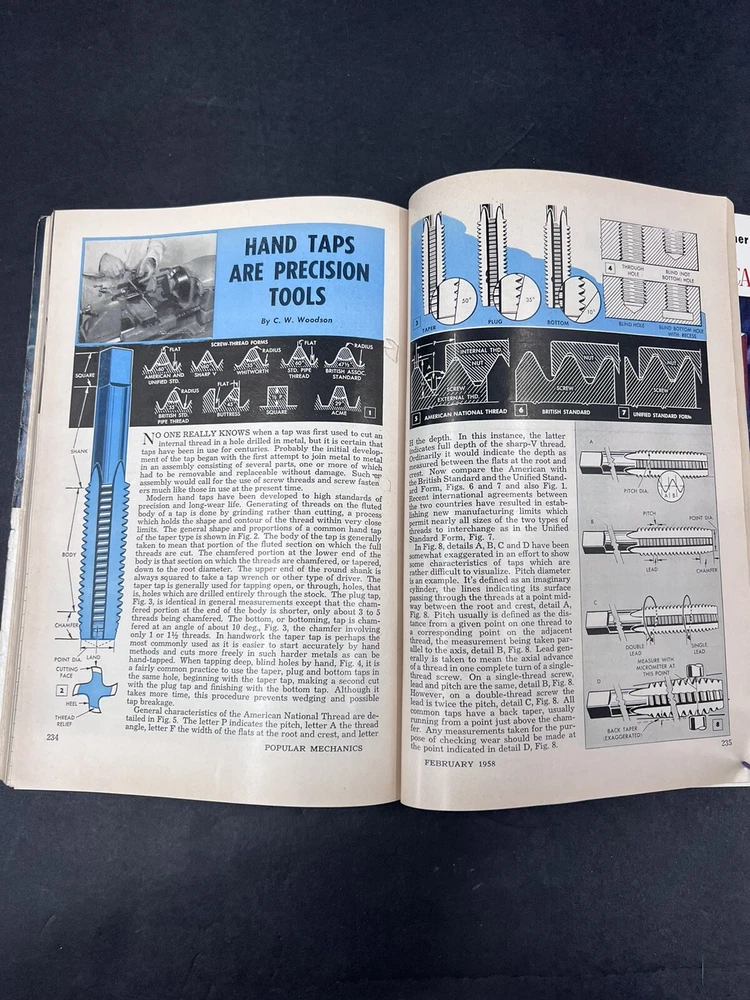 HAND TAPS
ARE PRECISION
TOOLS
By C. W. Woodson
SCREW-THREAD FORMS
FLAT
60°
AMERICAN AND
UNIFIED STD.
60°
SHARP V
RADIUS
55°
WHITWORTH
FLAT
60°
STD. PIPE
THREAD
RADIUS
47½
BRITISH ASSOC.
STANDARD
RADIUS
55
BRITISH STD.
PIPE THREAD
FLAT
BUTTRESS
SQUARE
29°
ACME
1
SQUARE
SHANK
BODY
CHAMFER
POINT DIA.
LAND
CUTTING
FACE
2
HEEL
THREAD
RELIEF
NO ONE REALLY KNOWS when a tap was first used to cut an
internal thread in a hole drilled in metal, but it is certain that
taps have been in use for centuries. Probably the initial develop-
ment of the tap began with the first attempt to join metal to metal
in an assembly consisting of several parts, one or more of which
had to be removable and replaceable without damage. Such an
assembly would call for the use of screw threads and screw fasten
ers much like those in use at the present time.
Modern hand taps have been developed to high standards of
precision and long-wear life. Generating of threads on the fluted
body of a tap is done by grinding rather than cutting, a process
which holds the shape and contour of the thread within very close
limits. The general shape and proportions of a common hand tap
of the taper type is shown in Fig. 2. The body of the tap is generally
taken to mean that portion of the fluted section on which the full
threads are cut. The chamfered portion at the lower end of the
body is that section on which the threads are chamfered, or tapered,
down to the root diameter. The upper end of the round shank is
always squared to take a tap wrench or other type of driver. The
taper tap is generally used for tapping open, or through, holes, that
is, holes which are drilled entirely through the stock. The plug tap,
Fig. 3, is identical in general measurements except that the cham-
fered portion at the end of the body is shorter, only about 3 to 5
threads being chamfered. The bottom, or bottoming, tap is cham-
fered at an angle of about 10 deg., Fig. 3, the chamfer involving
only 1 or 1½ threads. In handwork the taper tap is perhaps the
most commonly used as it is easier to start accurately by hand
methods and cuts more freely in such harder metals as can be
hand-tapped. When tapping deep, blind holes by hand, Fig. 4, it is
a fairly common practice to use the taper, plug and bottom taps in
the same hole, beginning with the taper tap, making a second cut
with the plug tap and finishing with the bottom tap. Although it
takes more time, this procedure prevents wedging and possible
tap breakage.
General characteristics of the American National Thread are de-
tailed in Fig. 5. The letter P indicates the pitch, letter A the thread
angle, letter F the width of the flats at the root and crest, and letter
234
POPULAR MECHANICS
3
50°
TAPER
35°
PLUG
10°
BOTTOM
4
THROUGH
HOLE
BLIND (NOT
BOTTOM) HOLE
BLIND HOLE
BLIND BOTTOM HOLE
WITH RECESS
INTERNAL THD.
NUT
SCREW
EXTERNAL THD.
5
AMERICAN NATIONAL THREAD
NUT
SCREW
6
BRITISH STANDARD
NUT
SCREW
7
UNIFIED STANDARD FORM
H the depth. In this instance, the latter
indicates full depth of the sharp-V thread.
Ordinarily it would indicate the depth as
measured between the flats at the root and
crest. Now compare the American with
the British Standard and the Unified Stand-
ard Form, Figs. 6 and 7 and also Fig. 1.
Recent international agreements between
the two countries have resulted in estab-
lishing new manufacturing limits which
permit nearly all sizes of the two types of
threads to interchange as in the Unified
Standard Form, Fig. 7.
In Fig. 8, details A, B, C and D have been
somewhat exaggerated in an effort to show
some characteristics of taps which are
rather difficult to visualize. Pitch diameter
is an example. It's defined as an imaginary
cylinder, the lines indicating its surface
passing through the threads at a point mid-
way between the root and crest, detail A,
Fig. 8. Pitch usually is defined as the dis-
tance from a given point on one thread to
a corresponding point on the adjacent
thread, the measurement being taken par-
allel to the axis, detail B, Fig. 8. Lead gen-
erally is taken to mean the axial advance
of a thread in one complete turn of a single-
thread screw. On a single-thread screw,
lead and pitch are the same, detail B, Fig. 8.
However, on a double-thread screw the
lead is twice the pitch, detail C, Fig. 8. All
common taps have a back taper, usually
running from a point just above the cham-
fer. Any measurements taken for the pur-
pose of checking wear should be made at
the point indicated in detail D, Fig. 8.
A
PITCH DIA.
A
B
B
PITCH
POINT DIA.
LEAD
CHAMFER
C
DOUBLE
LEAD
SINGLE
LEAD
MEASURE WITH
MICROMETER AT
THIS POINT
D
BACK TAPER
(EXAGGERATED)
8
FEBRUARY 1958
235